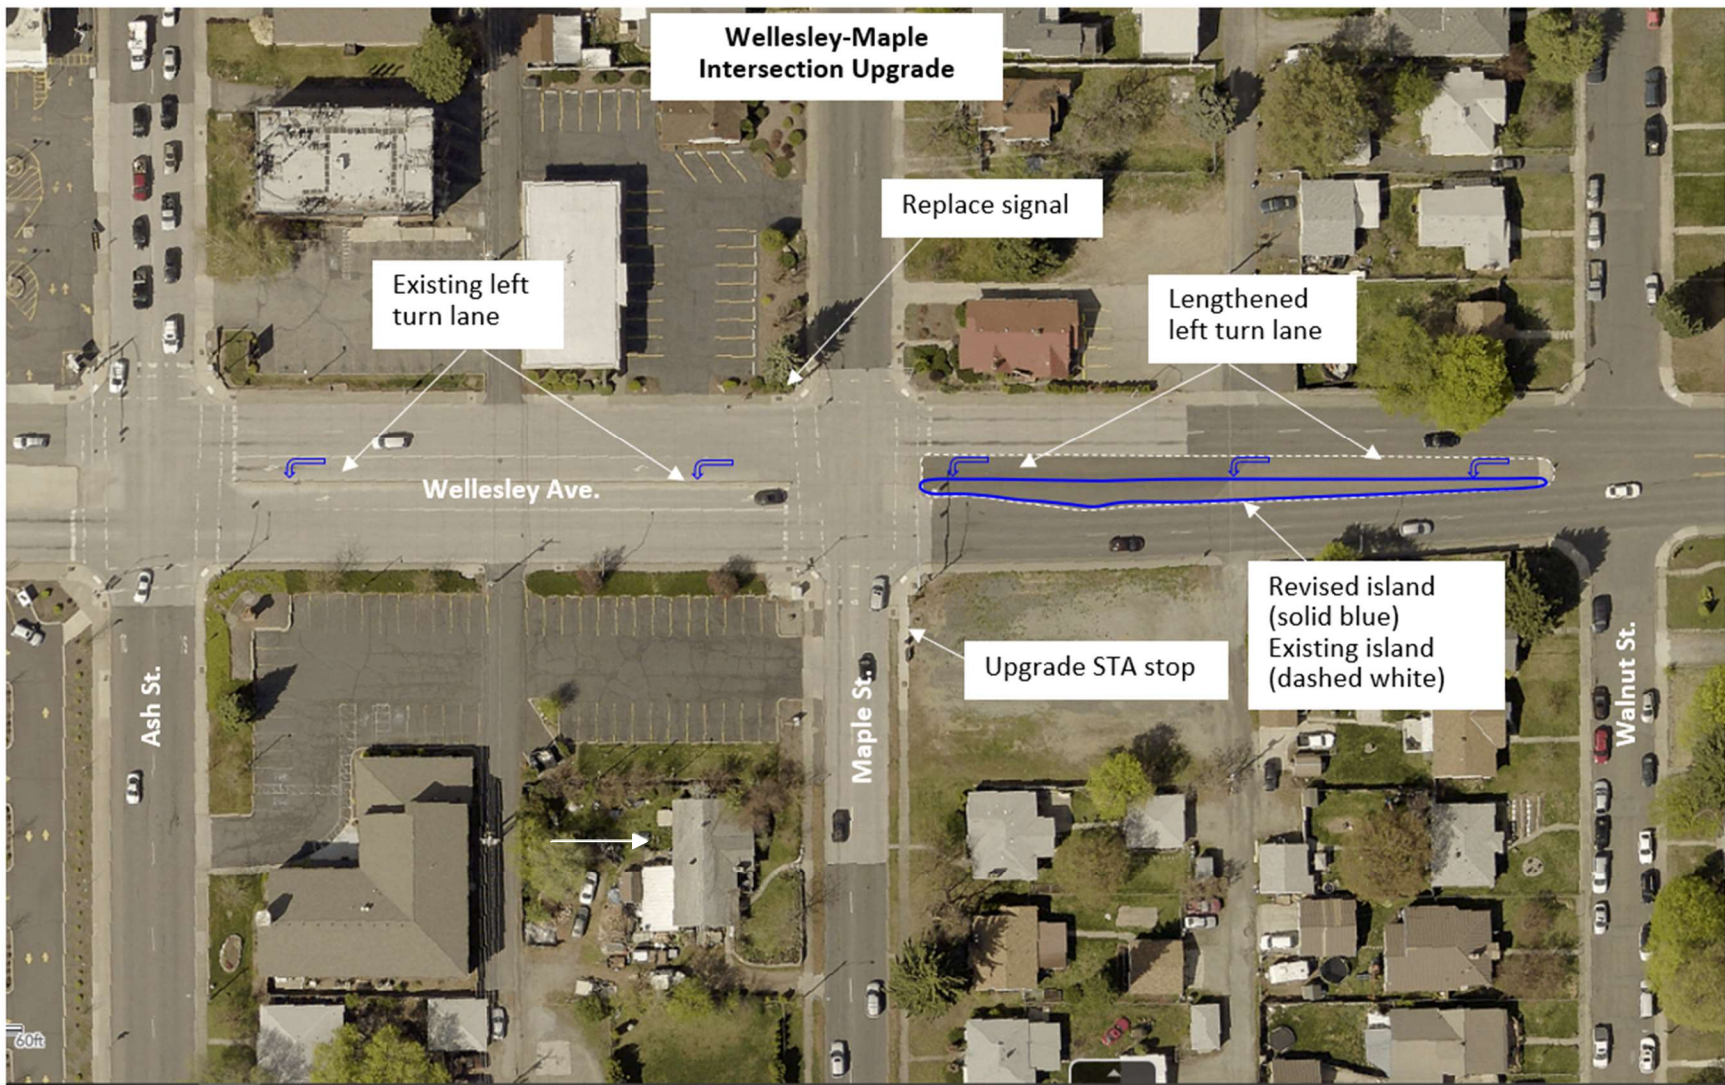 Wellesley-Maple
Intersection Upgrade
Replace signal
Existing left
turn lane
Lengthened
left turn lane
Wellesley Ave.
Revised island
(solid blue)
Existing island
(dashed white)
Upgrade STA stop
Ash St.
Maple St.
Walnut St.
60ft